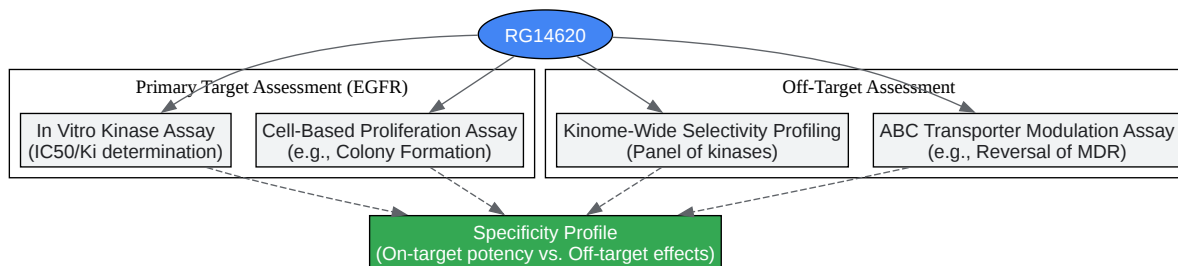 RG14620
Primary Target Assessment (EGFR)
Off-Target Assessment
In Vitro Kinase Assay
(IC50/Ki determination)
Cell-Based Proliferation Assay
(e.g., Colony Formation)
Kinome-Wide Selectivity Profiling
(Panel of kinases)
ABC Transporter Modulation Assay
(e.g., Reversal of MDR)
Specificity Profile
(On-target potency vs. Off-target effects)